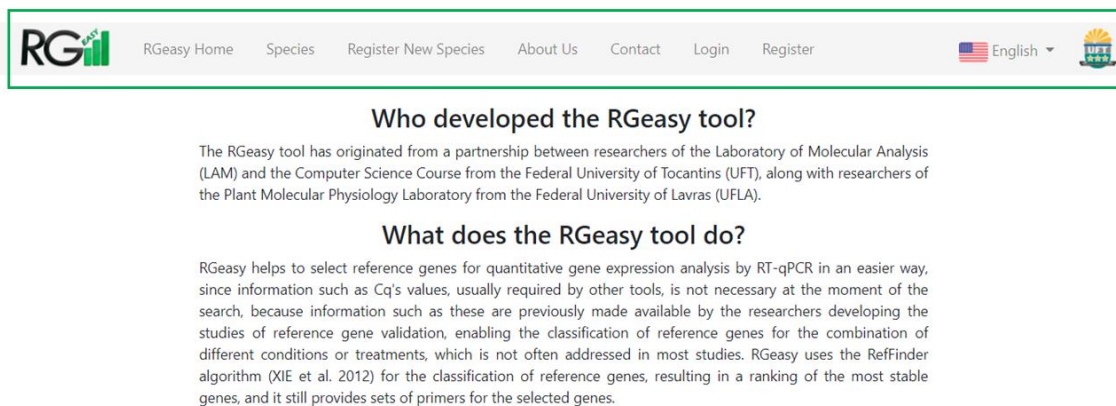 RG EASY
RGeasy Home Species Register New Species About Us Contact Login Register English UFT
Who developed the RGeasy tool?
The RGeasy tool has originated from a partnership between researchers of the Laboratory of Molecular Analysis
(LAM) and the Computer Science Course from the Federal University of Tocantins (UFT), along with researchers of
the Plant Molecular Physiology Laboratory from the Federal University of Lavras (UFLA).
What does the RGeasy tool do?
RGeasy helps to select reference genes for quantitative gene expression analysis by RT-qPCR in an easier way,
since information such as Cq's values, usually required by other tools, is not necessary at the moment of the
search, because information such as these are previously made available by the researchers developing the
studies of reference gene validation, enabling the classification of reference genes for the combination of
different conditions or treatments, which is not often addressed in most studies. RGeasy uses the RefFinder
algorithm (XIE et al. 2012) for the classification of reference genes, resulting in a ranking of the most stable
genes, and it still provides sets of primers for the selected genes.